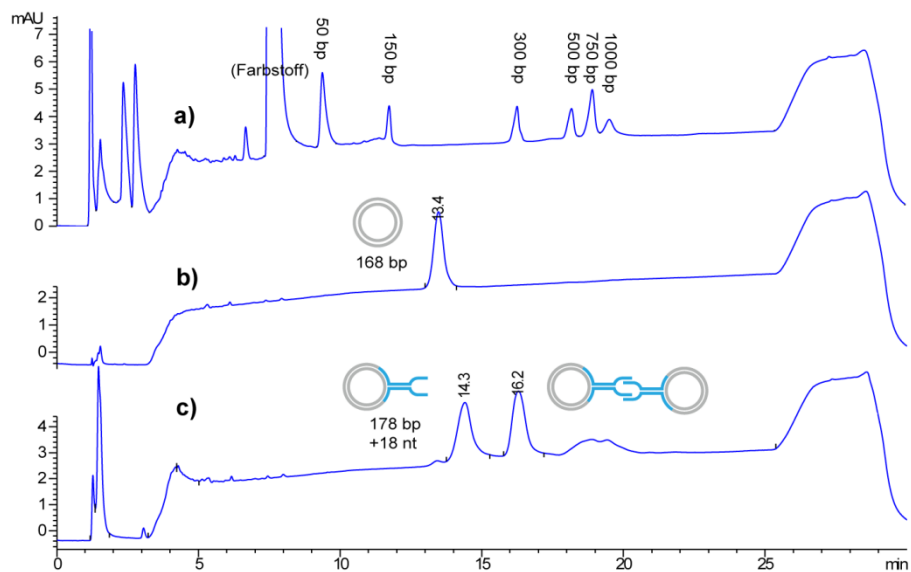 mAU
7
6
5
4
3
2
1
0
a)
(Farbstoff)
50 bp
150 bp
300 bp
500 bp
750 bp
1000 bp
2
1
0
b)
168 bp
13.4
4
3
2
1
0
c)
178 bp
+18 nt
14.3
16.2
0
5
10
15
20
25
min